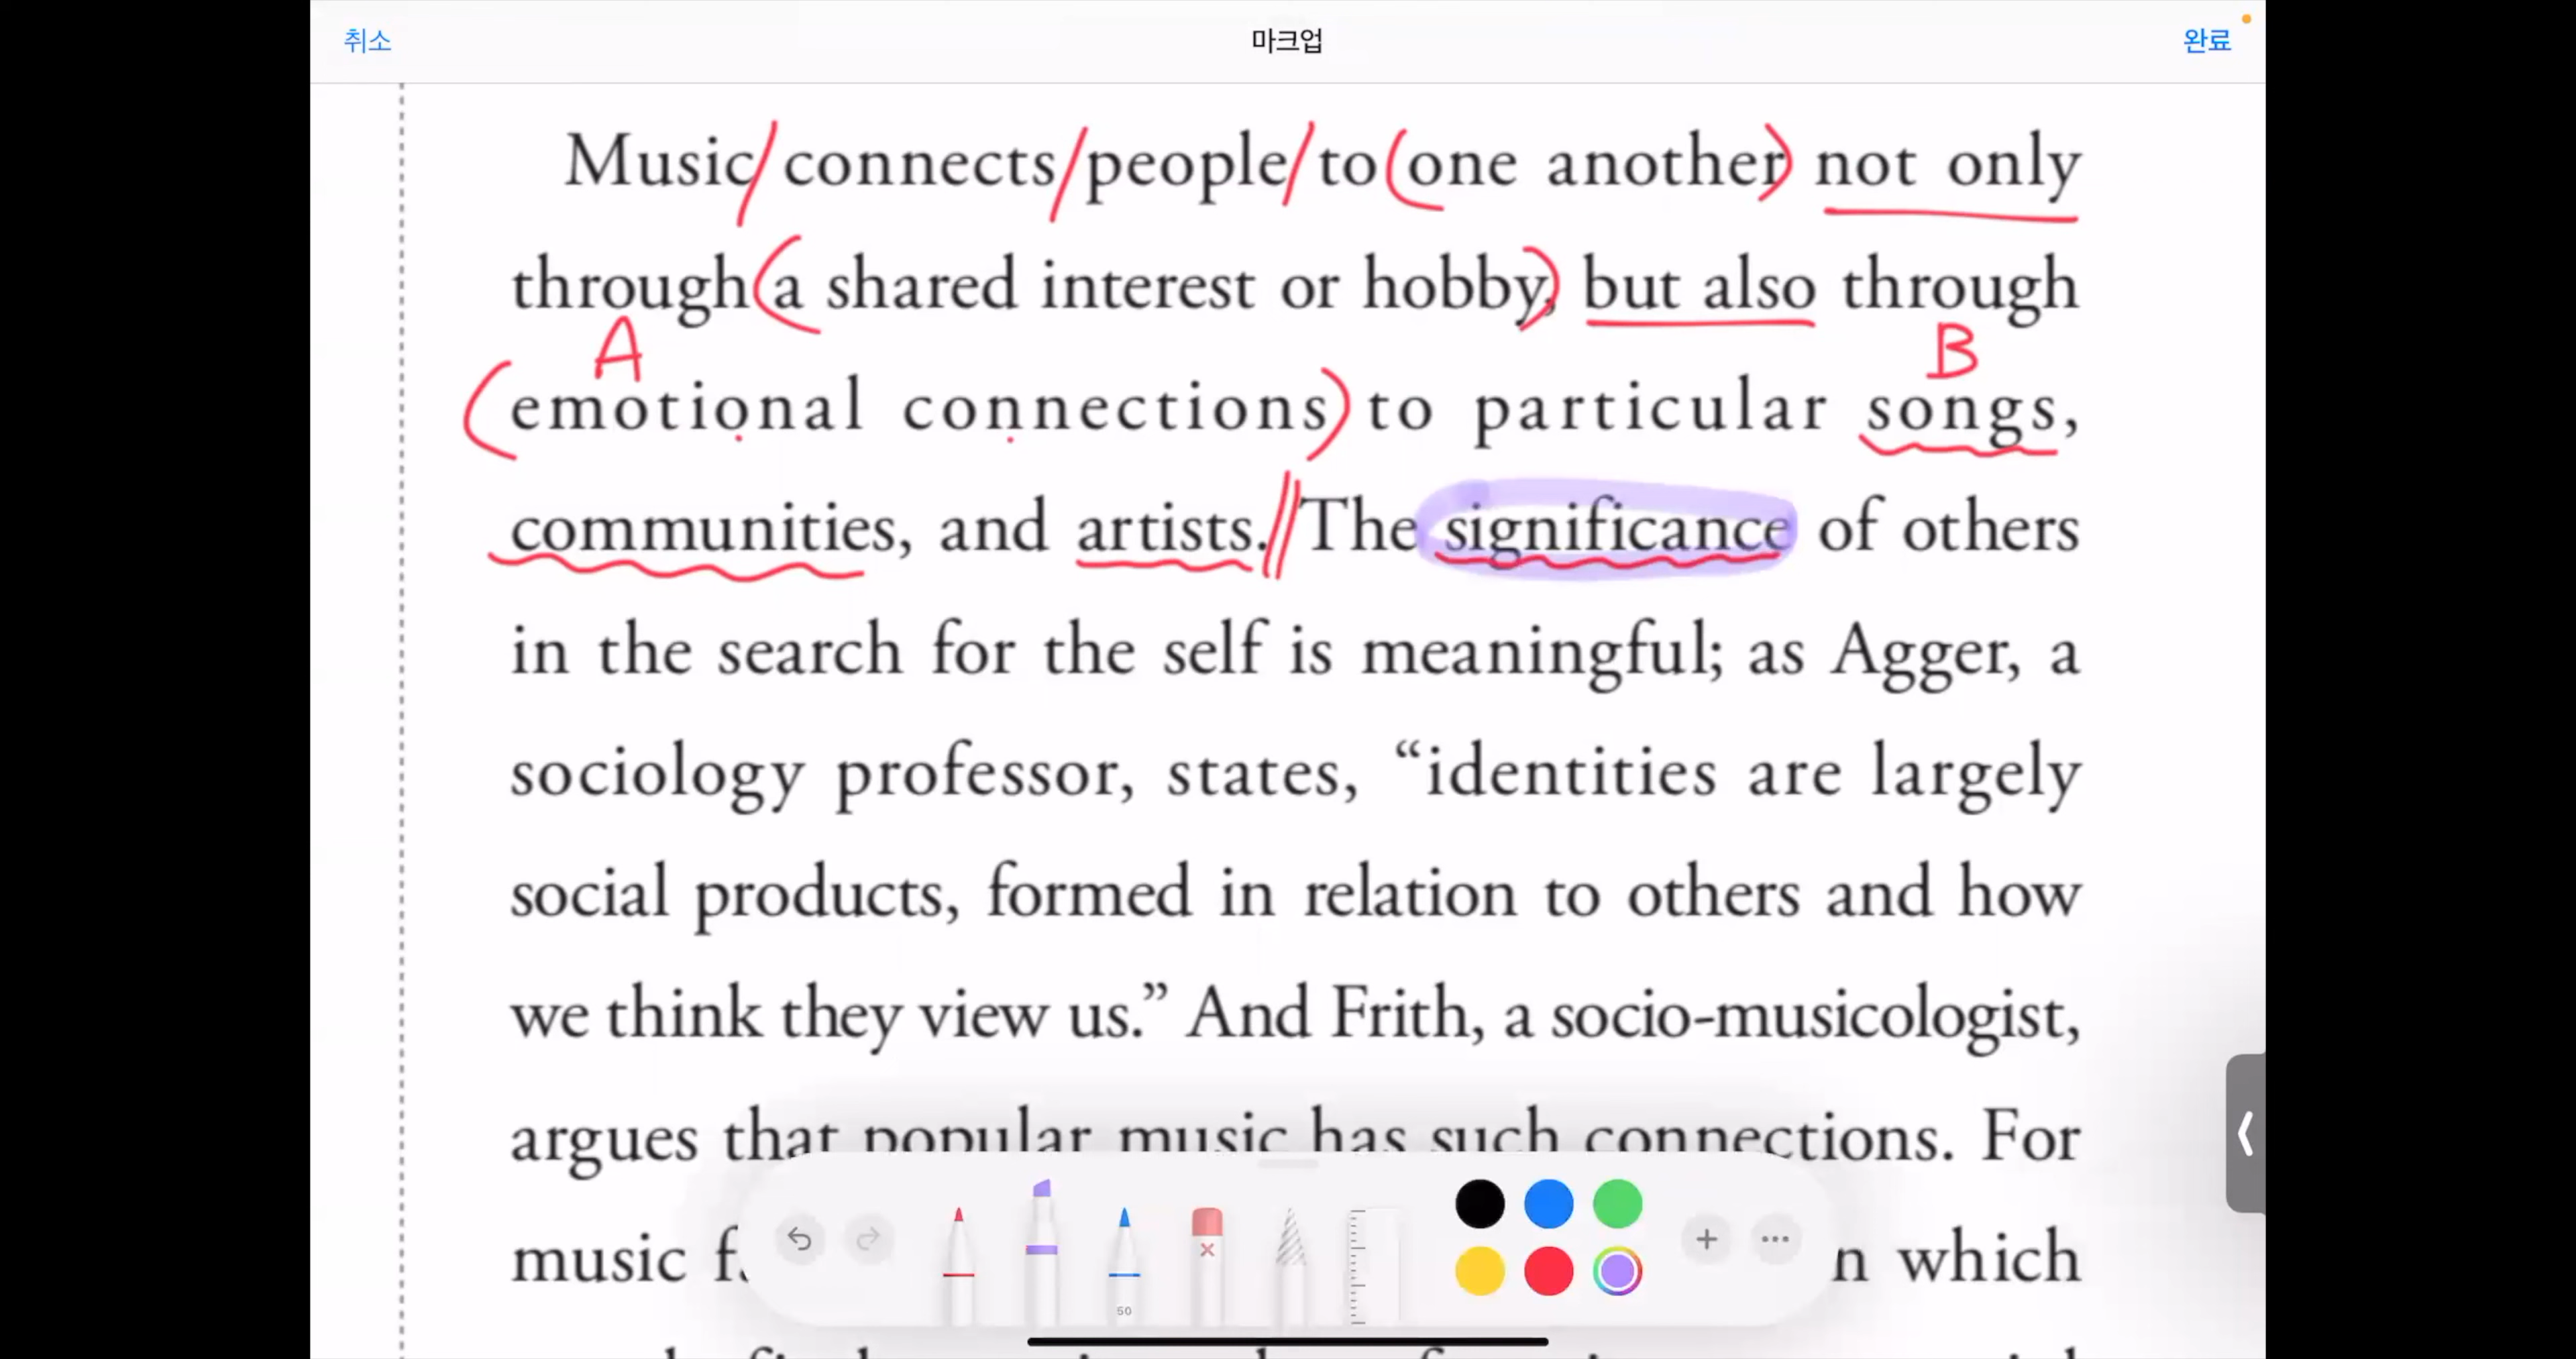 취소 마크업 완료
Music connects people to one another not only
through a shared interest or hobby, but also through
A B
emotional connections to particular songs,
communities, and artists. The significance of others
in the search for the self is meaningful; as Agger, a
sociology professor, states, “identities are largely
social products, formed in relation to others and how
we think they view us.” And Frith, a socio-musicologist,
argues that popular music has such connections. For
music which
50